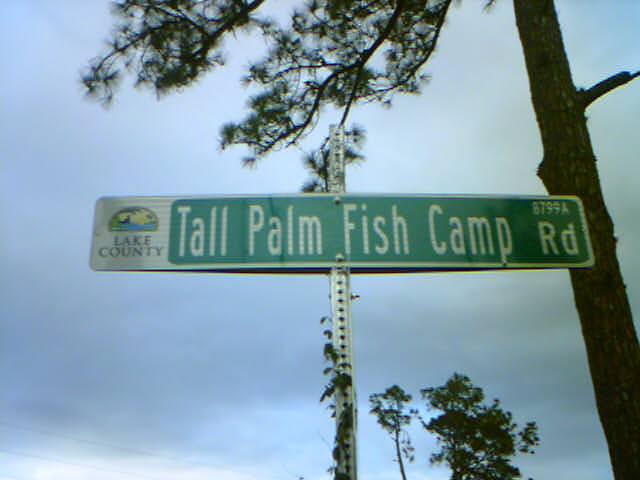 LAKE
COUNTY
Tall Palm Fish Camp Rd
8799A